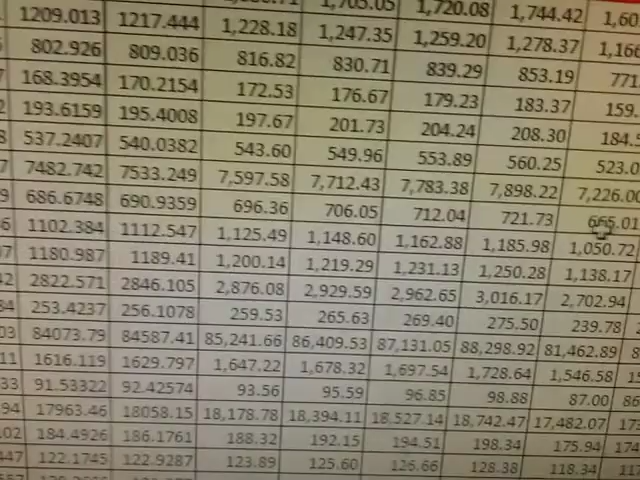 1,705.05 1,720.08 1,744.42
1209.013 1217.444 1,228.18 1,247.35 1,259.20 1,278.37
802.926 809.036 816.82 830.71 839.29 853.19
168.3954 170.2154 172.53 176.67 179.23 183.37
193.6159 195.4008 197.67 201.73 204.24 208.30
537.2407 540.0382 543.60 549.96 553.89 560.25
7482.742 7533.249 7,597.58 7,712.43 7,783.38 7,898.22 7,226.00
686.6748 690.9359 696.36 706.05 712.04 721.73
1102.384 1112.547 1,125.49 1,148.60 1,162.88 1,185.98 1,050.72
1180.987 1189.41 1,200.14 1,219.29 1,231.13 1,250.28 1,138.17
2822.571 2846.105 2,876.08 2,929.59 2,962.65 3,016.17 2,702.94
253.4237 256.1078 259.53 265.63 269.40 275.50 239.78
84073.79 84587.41 85,241.66 86,409.53 87,131.05 88,298.92 81,462.89
1616.119 1629.797 1,647.22 1,678.32 1,697.54 1,728.64 1,546.58
91.53322 92.42574 93.56 95.59 96.85 98.88 87.00
17963.46 18058.15 18,178.78 18,394.11 18,527.14 18,742.47 17,482.07
184.4926 186.1761 188.32 192.15 194.51 198.34 175.94
122.1745 122.9287 123.89 125.60 126.66 128.38 118.34